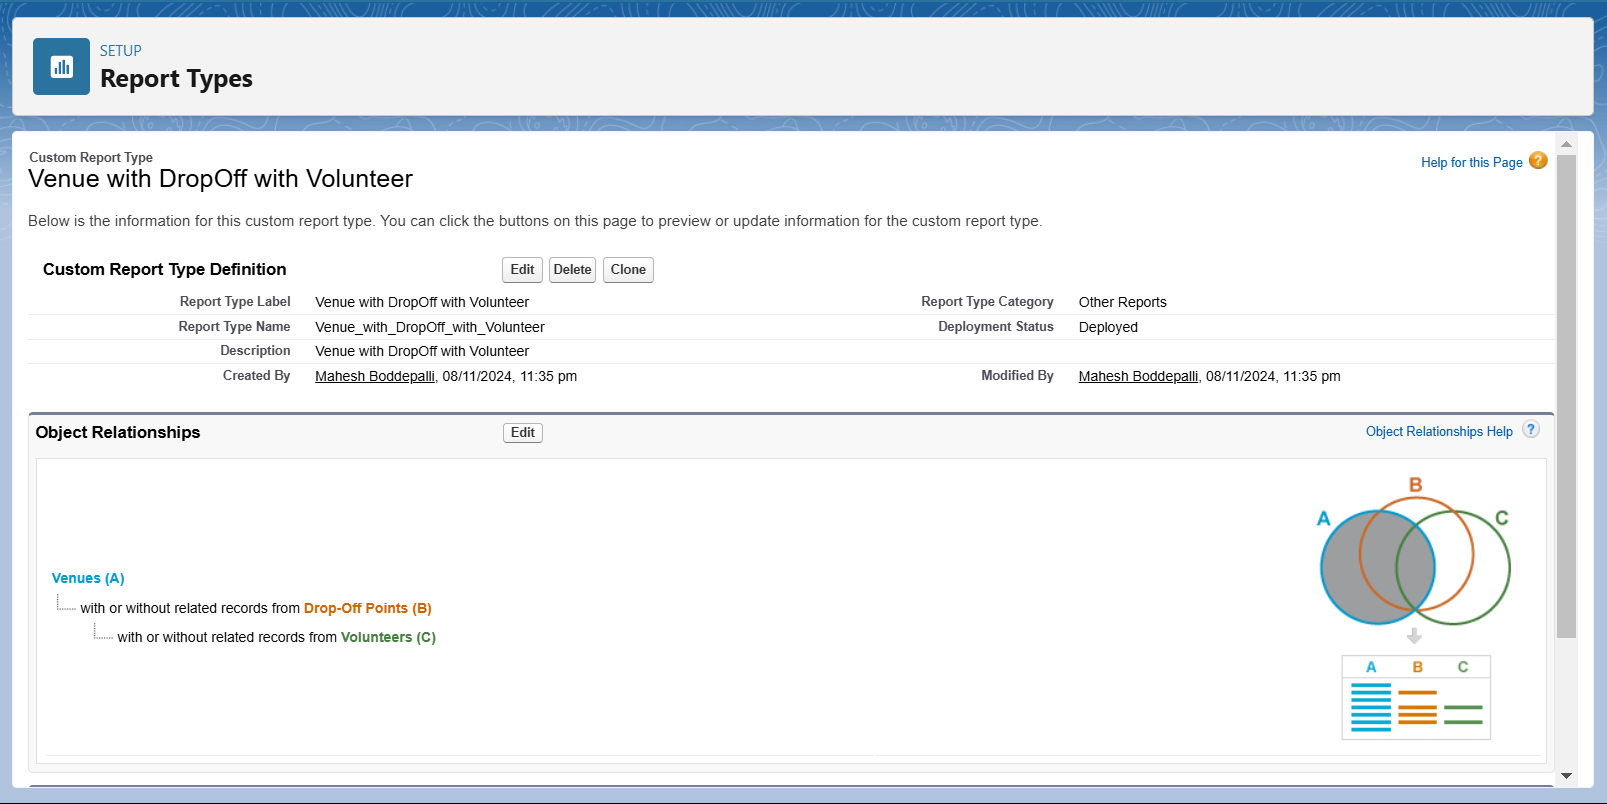 SETUP
Report Types
Custom Report Type
Venue with DropOff with Volunteer
Help for this Page ?
Below is the information for this custom report type. You can click the buttons on this page to preview or update information for the custom report type.
Custom Report Type Definition Edit Delete Clone
Report Type Label Venue with DropOff with Volunteer Report Type Category Other Reports
Report Type Name Venue_with_DropOff_with_Volunteer Deployment Status Deployed
Description Venue with DropOff with Volunteer
Created By Mahesh Boddepalli, 08/11/2024, 11:35 pm Modified By Mahesh Boddepalli, 08/11/2024, 11:35 pm
Object Relationships Edit Object Relationships Help ?
B
A C
Venues (A)
with or without related records from Drop-Off Points (B)
with or without related records from Volunteers (C)
A B C